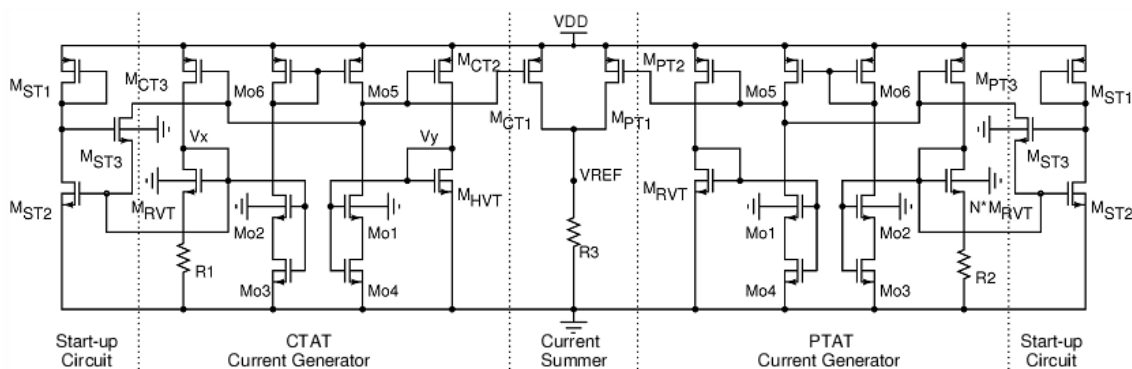 VDD
M_CT3 M_CT2 M_PT2 M_PT3
M_ST1 Mo6 Mo5 M_CT1 M_PT1 Mo5 Mo6 M_ST1
Vx Vy
M_ST3 VREF M_ST3
M_ST2 M_RVT M_HVT M_RVT N*M_RVT M_ST2
Mo2 Mo1 Mo1 Mo2
R1 R3 R2
Mo3 Mo4 Mo4 Mo3
Start-up CTAT Current PTAT Start-up
Circuit Current Generator Summer Current Generator Circuit